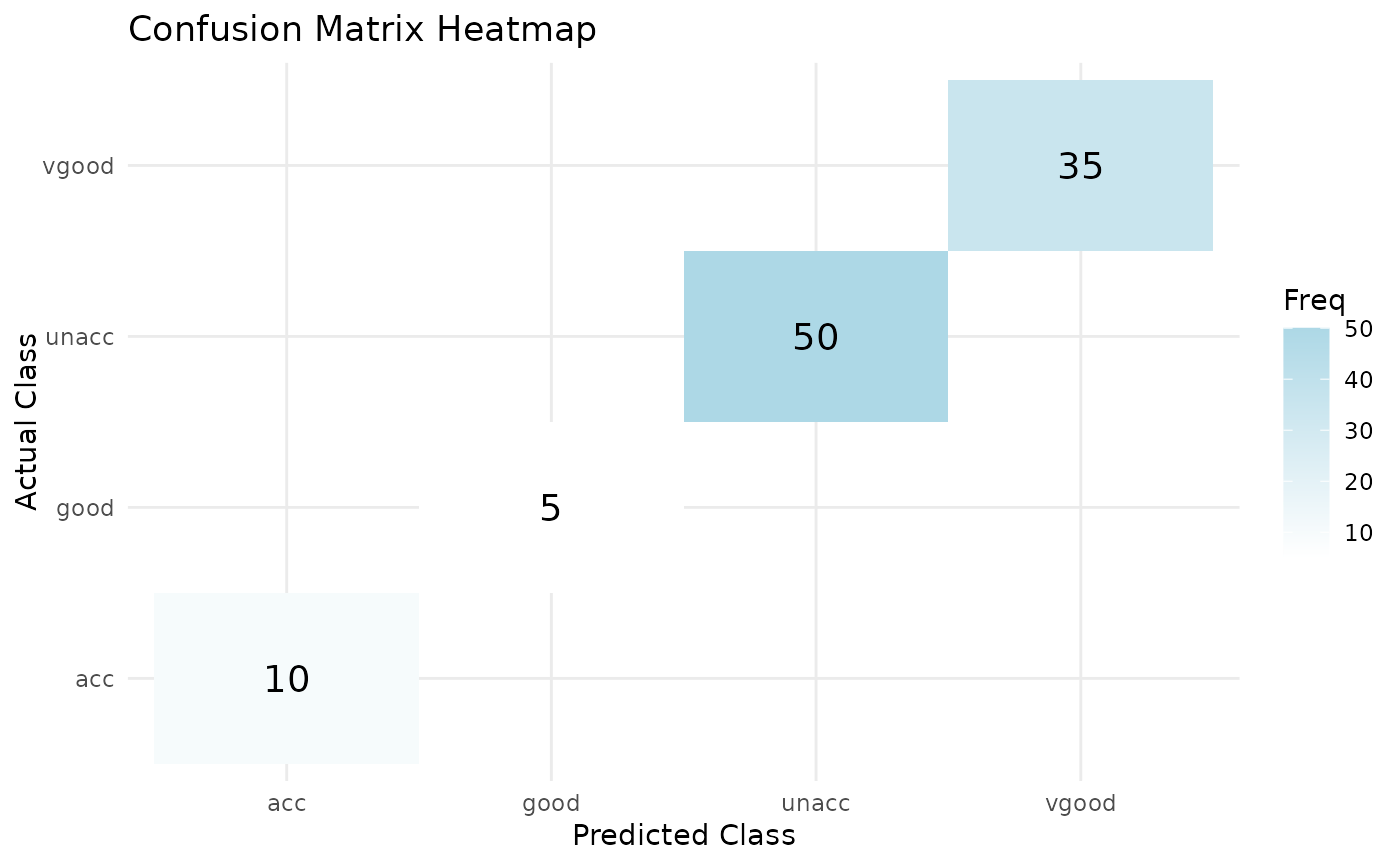 Confusion Matrix Heatmap
vgood
35
unacc
50
good
5
acc
10
acc good unacc vgood
Predicted Class
Actual Class
Freq
50
40
30
20
10